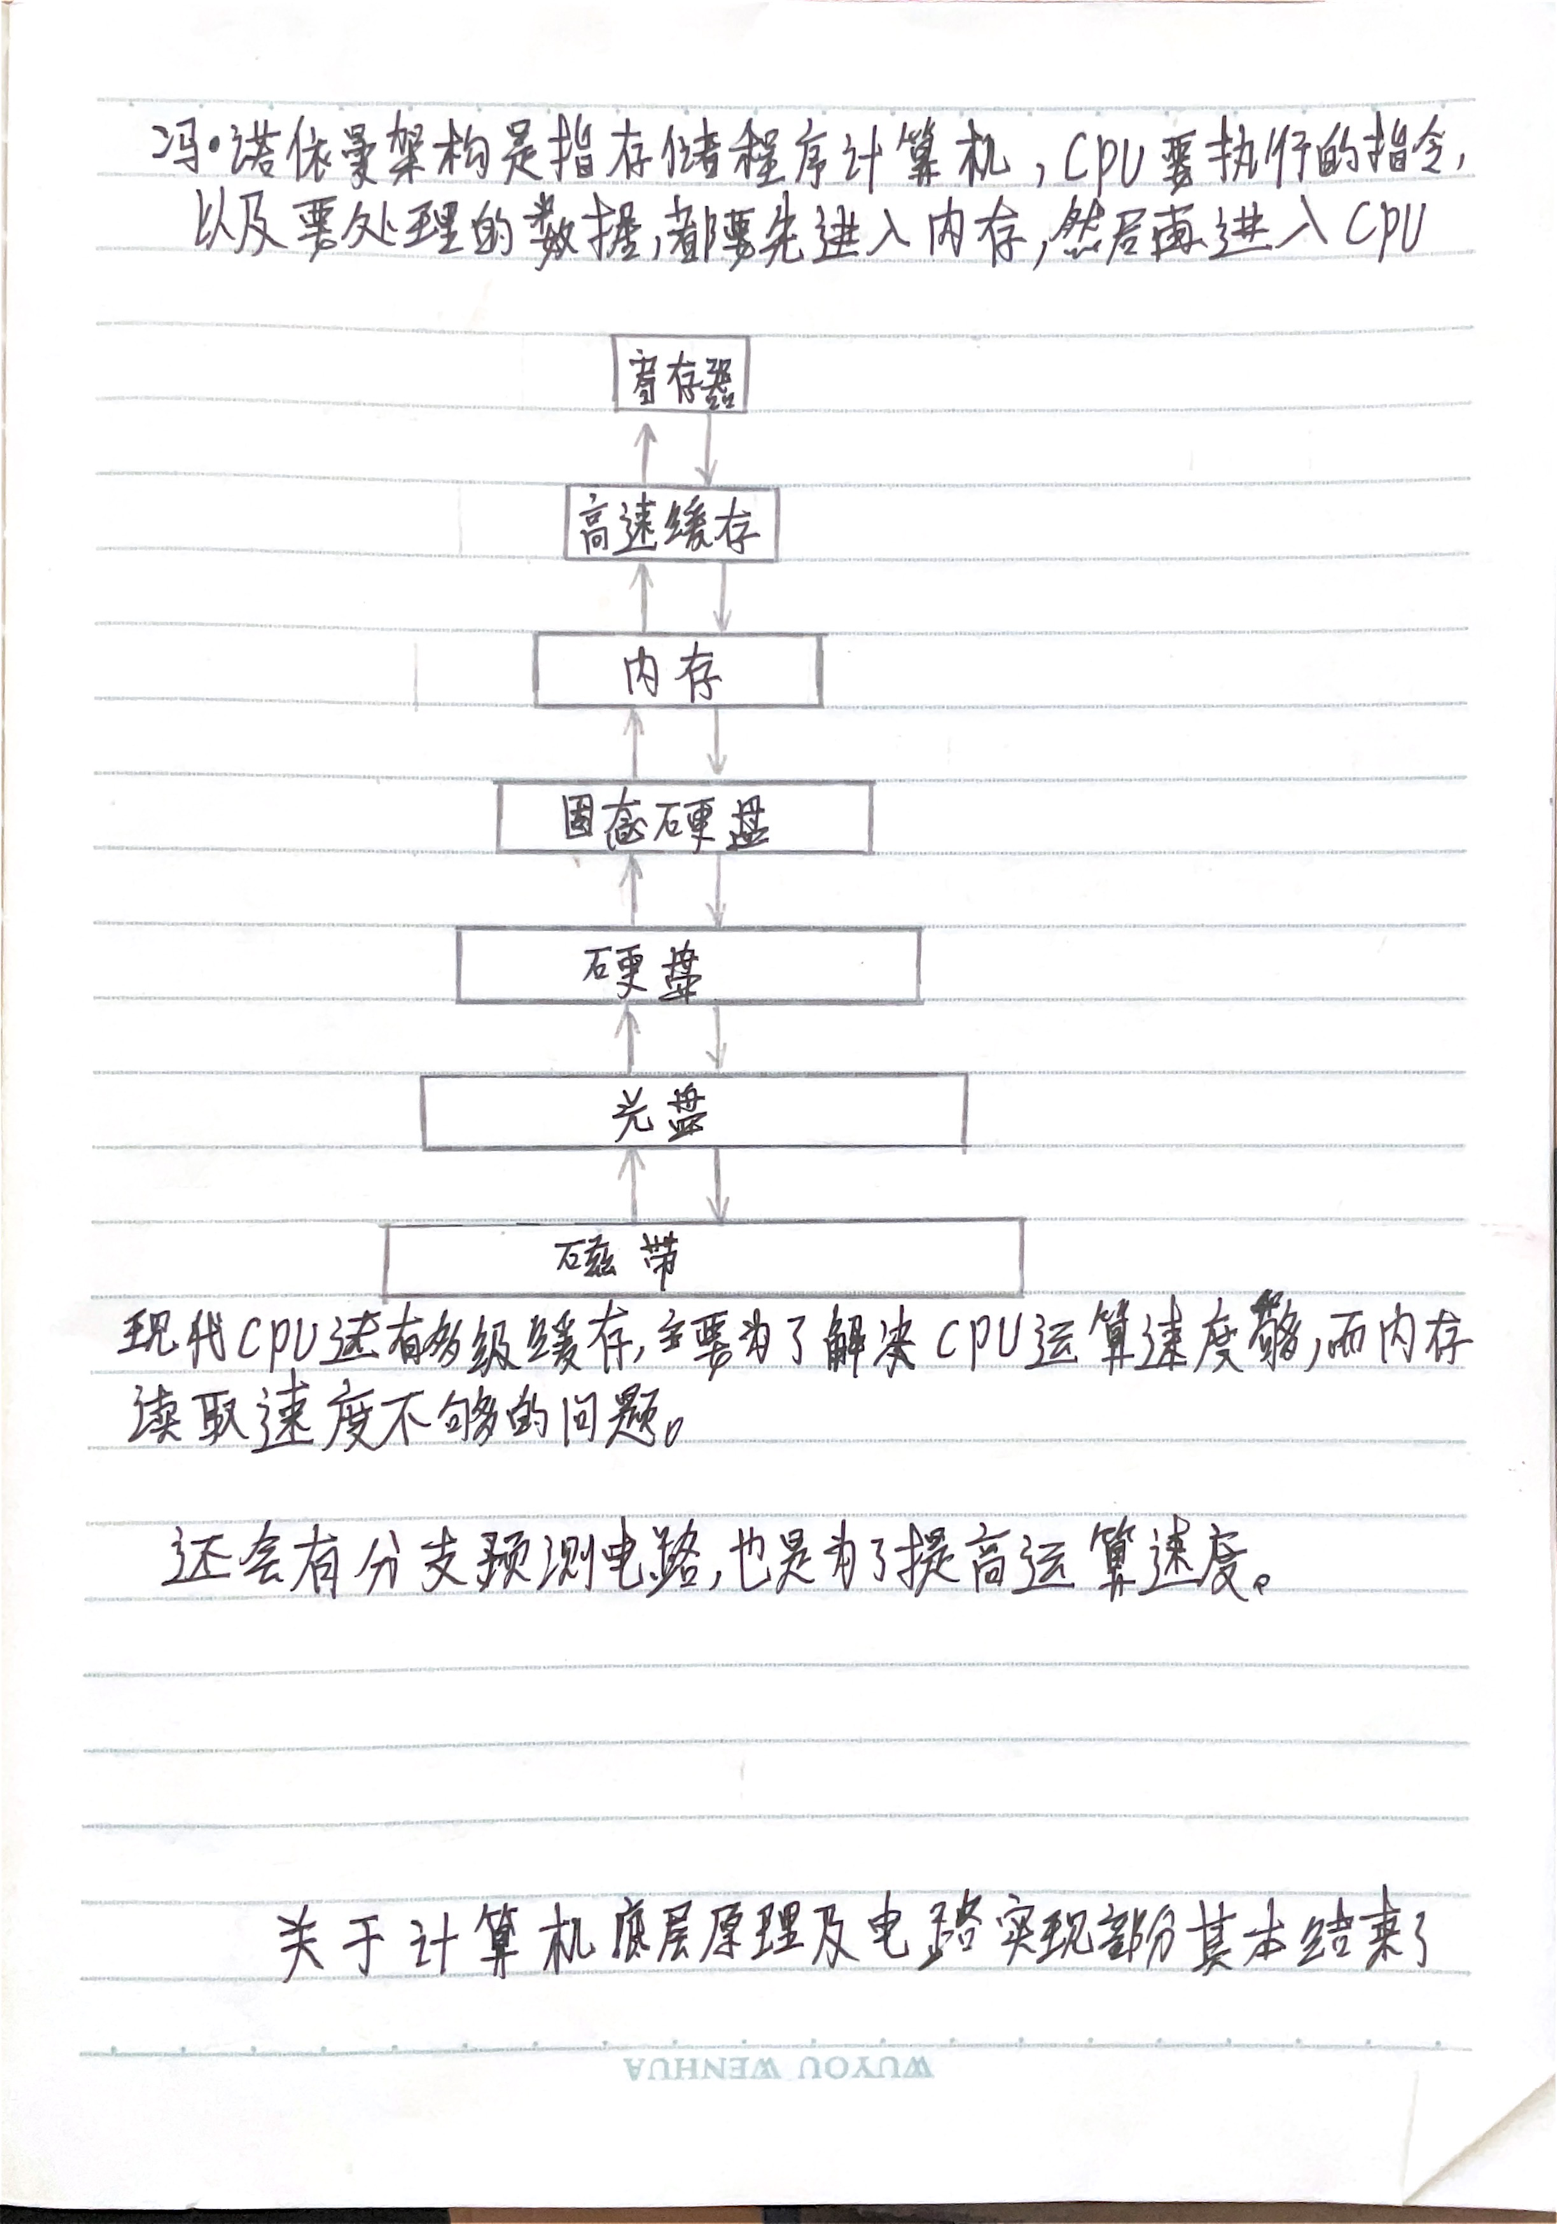 冯·诺依曼架构是指存储程序计算机，CPU要执行的指令，
以及要处理的数据，都要先进入内存，然后再进入CPU
寄存器
高速缓存
内存
固态硬盘
硬盘
光盘
磁带
现代CPU还有多级缓存，主要为了解决CPU运算速度够，而内存
读取速度不够的问题。
还会有分支预测电路，也是为了提高运算速度。
关于计算机底层原理及电路实现部分基本结束了
WUYOU WENHUA